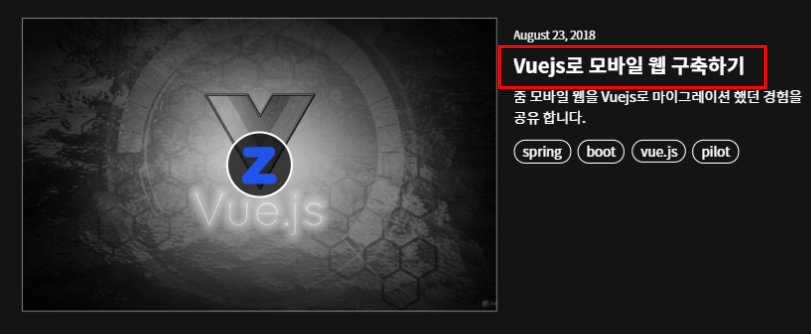 August 23, 2018
Vuejs로 모바일 웹 구축하기
줌 모바일 웹을 Vuejs로 마이그레이션 했던 경험을
공유 합니다.
spring boot vue.js pilot
Z
Vue.js